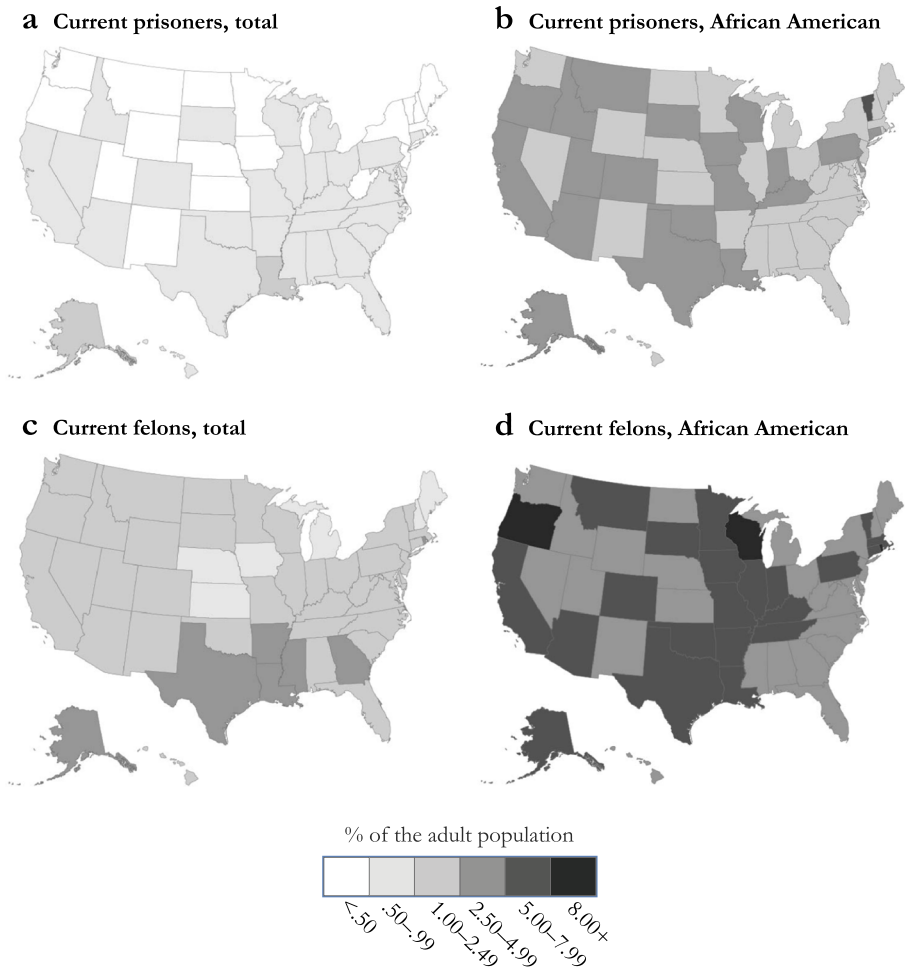 a Current prisoners, total
b Current prisoners, African American
c Current felons, total
d Current felons, African American
% of the adult population
<.50
.50–.99
1.00–2.49
2.50–4.99
5.00–7.99
8.00+